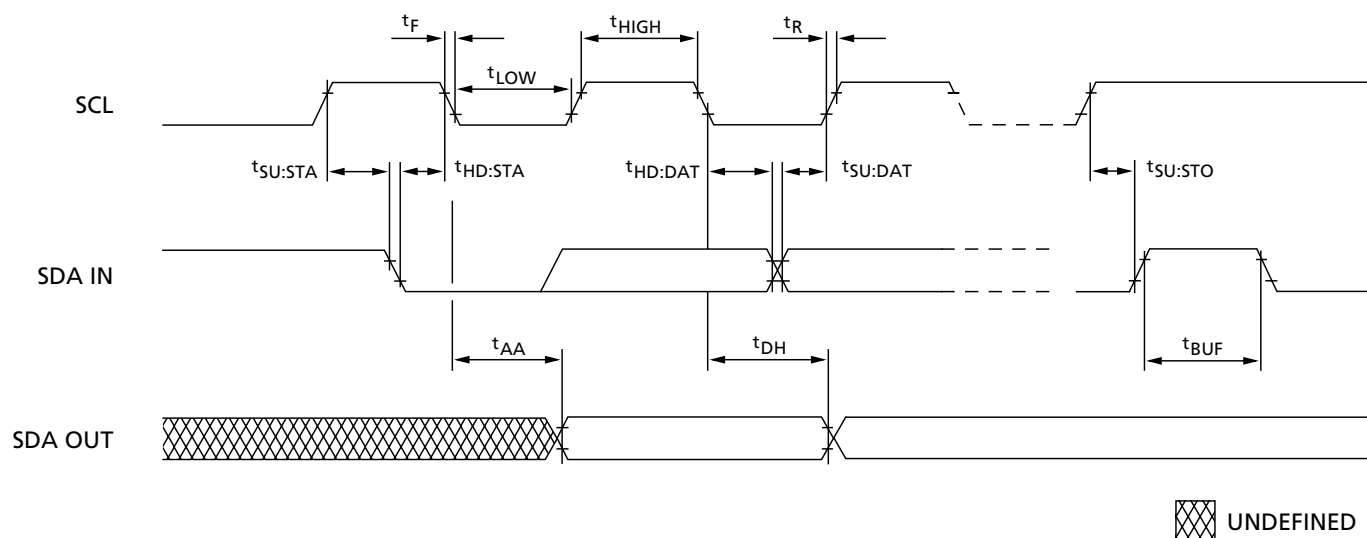 tF
tHIGH
tR
tLOW
SCL
tSU:STA
tHD:STA
tHD:DAT
tSU:DAT
tSU:STO
SDA IN
tAA
tDH
tBUF
SDA OUT
UNDEFINED